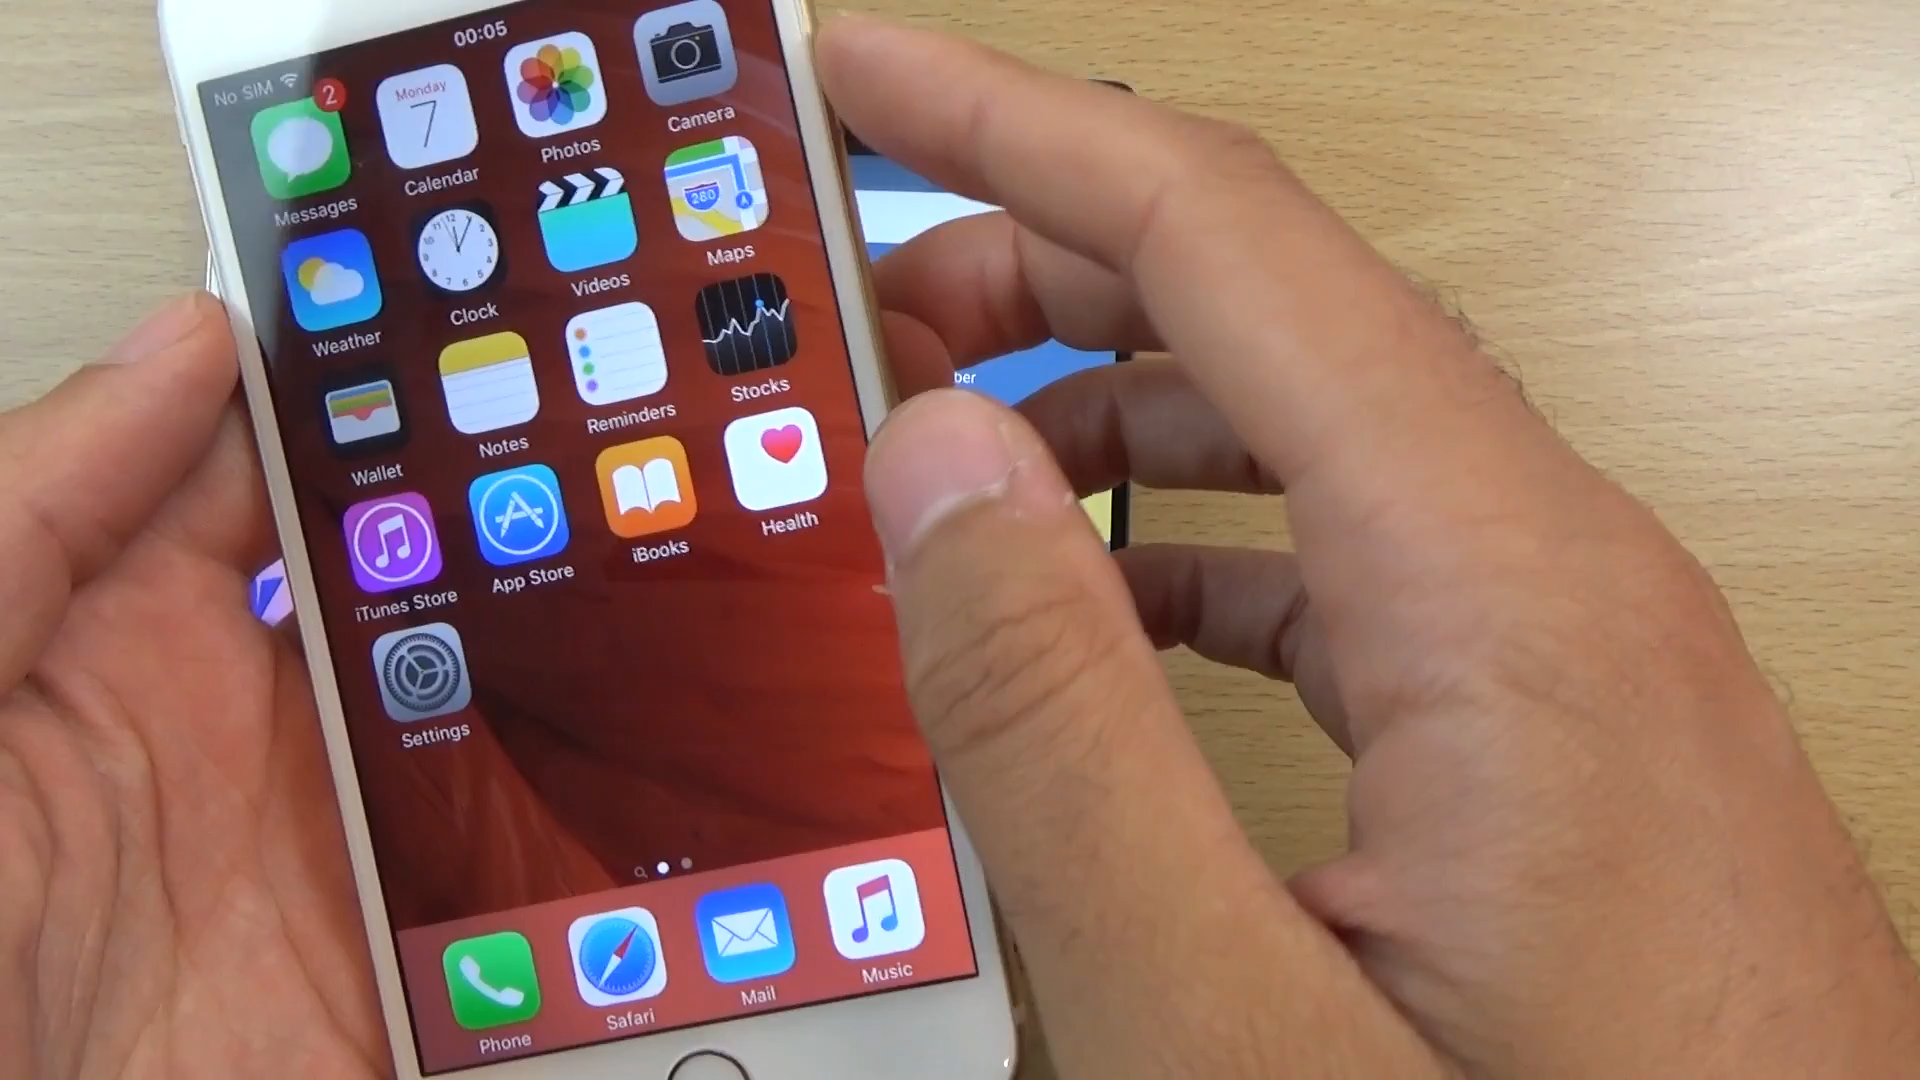 00:05
No SIM
2
Messages
Monday
7
Calendar
Photos
Camera
Weather
Clock
Videos
280
Maps
Wallet
Notes
Reminders
Stocks
iTunes Store
App Store
iBooks
Health
Settings
Phone
Safari
Mail
Music
ber